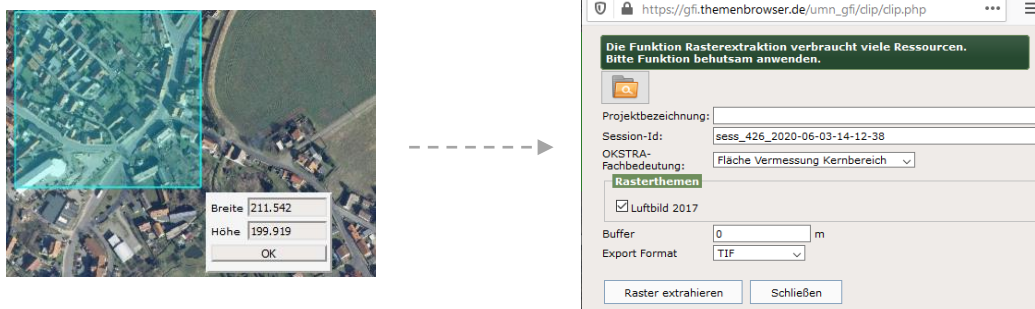 Breite 211.542
Höhe 199.919
OK
https://gfi.themenbrowser.de/umn_gfi/clip/clip.php
Die Funktion Rasterextraktion verbraucht viele Ressourcen.
Bitte Funktion behutsam anwenden.
Projektbezeichnung:
Session-Id: sess_426_2020-06-03-14-12-38
OKSTRA-
Fachbedeutung: Fläche Vermessung Kernbereich
Rasterthemen
Luftbild 2017
Buffer 0 m
Export Format TIF
Raster extrahieren Schließen